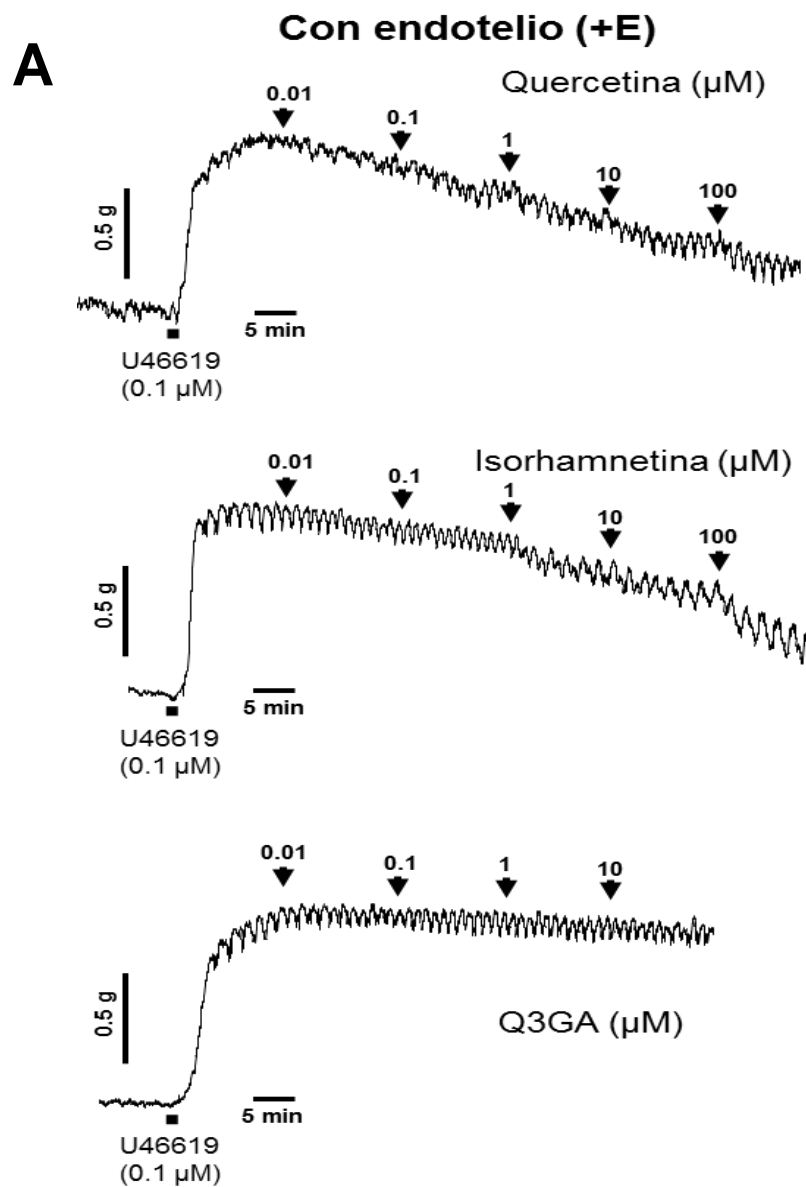 Con endotelio (+E)
A
Quercetina (µM)
0.01
0.1
1
10
100
0.5 g
5 min
U46619
(0.1 µM)
Isorhamnetina (µM)
0.01
0.1
1
10
100
0.5 g
5 min
U46619
(0.1 µM)
0.01
0.1
1
10
0.5 g
Q3GA (µM)
5 min
U46619
(0.1 µM)